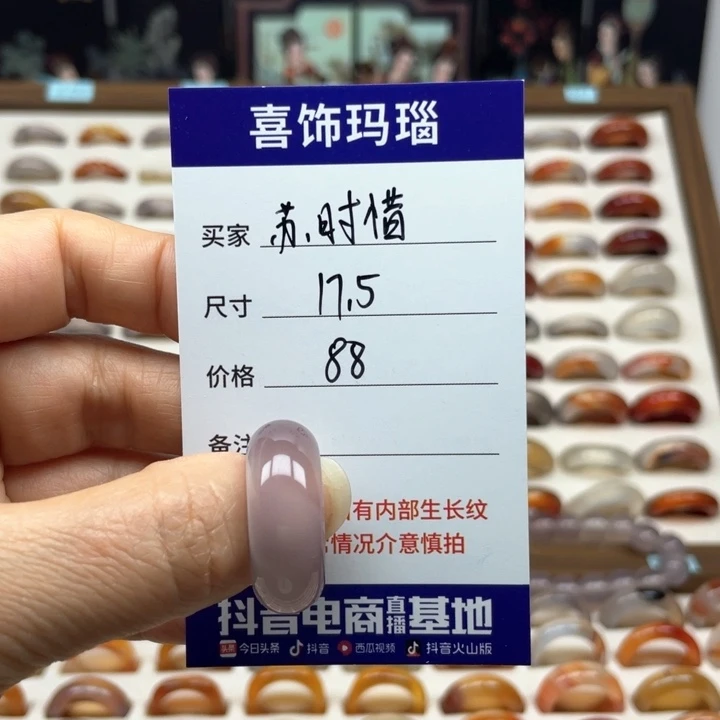 喜饰玛瑙
买家 苏.时惜
尺寸 17.5
价格 88
备注
有内部生长纹
情况介意慎拍
抖音电商直播基地
头条 今日头条 抖音 西瓜视频 抖音火山版